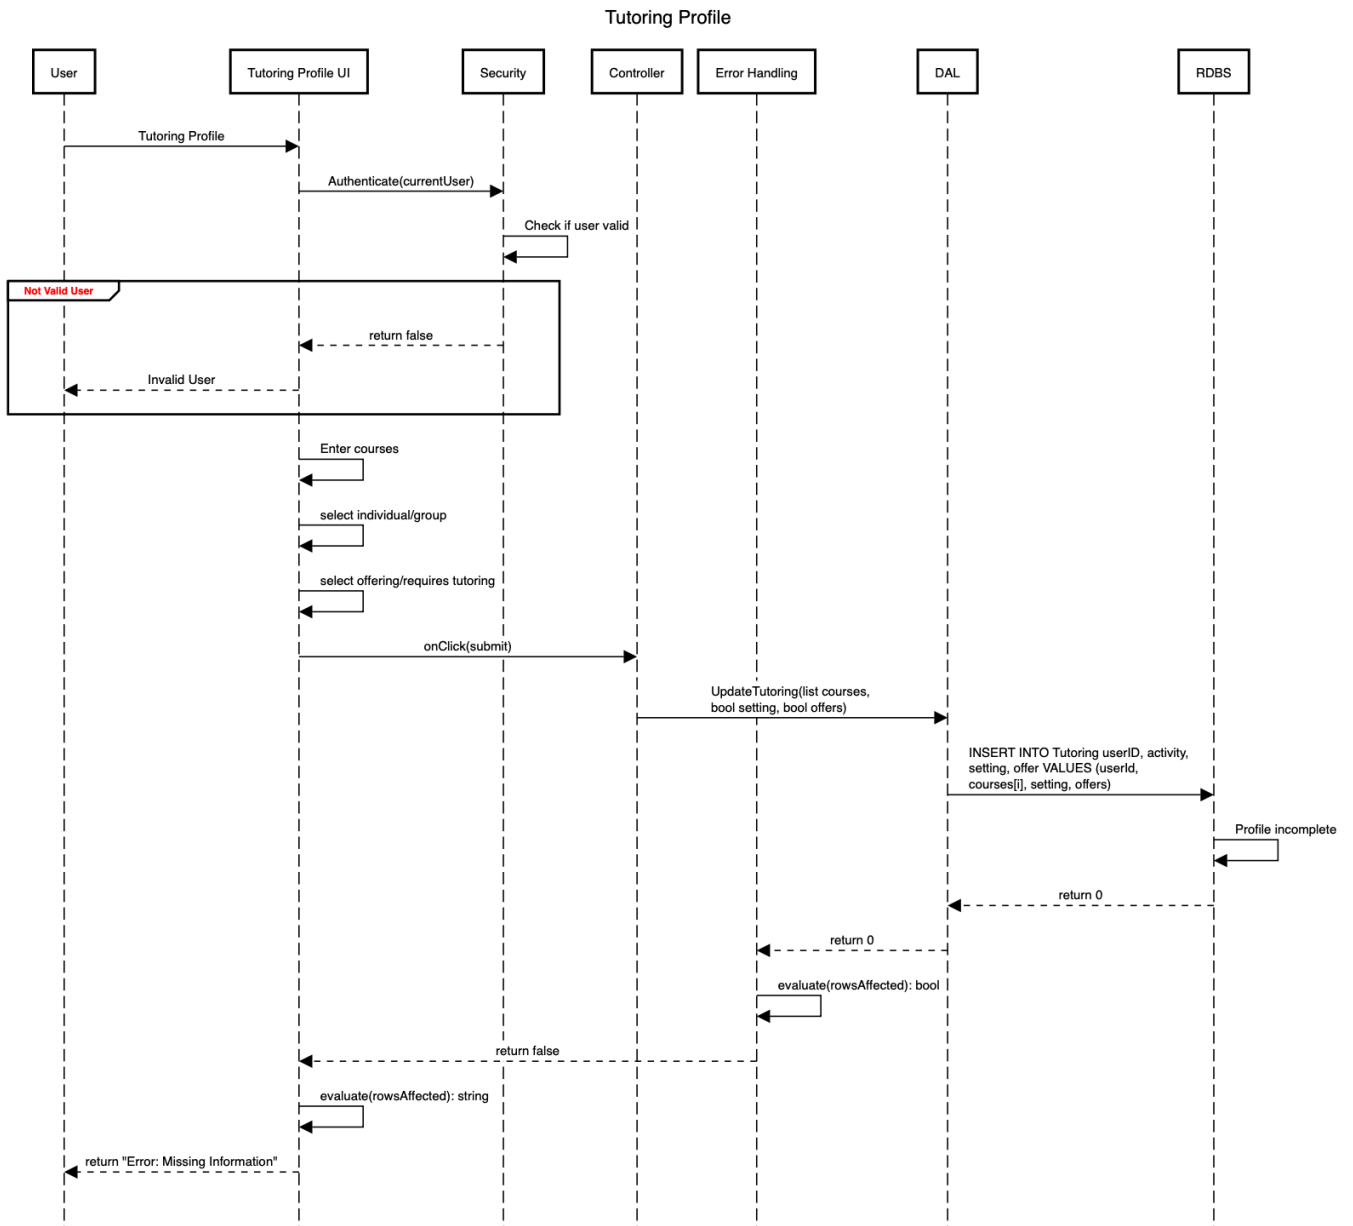 Tutoring Profile
User
Tutoring Profile UI
Security
Controller
Error Handling
DAL
RDBS
Tutoring Profile
Authenticate(currentUser)
Check if user valid
Not Valid User
return false
Invalid User
Enter courses
select individual/group
select offering/requires tutoring
onClick(submit)
UpdateTutoring(list courses,
bool setting, bool offers)
INSERT INTO Tutoring userID, activity,
setting, offer VALUES (userId,
courses[i], setting, offers)
Profile incomplete
return 0
return 0
evaluate(rowsAffected): bool
return false
evaluate(rowsAffected): string
return "Error: Missing Information"